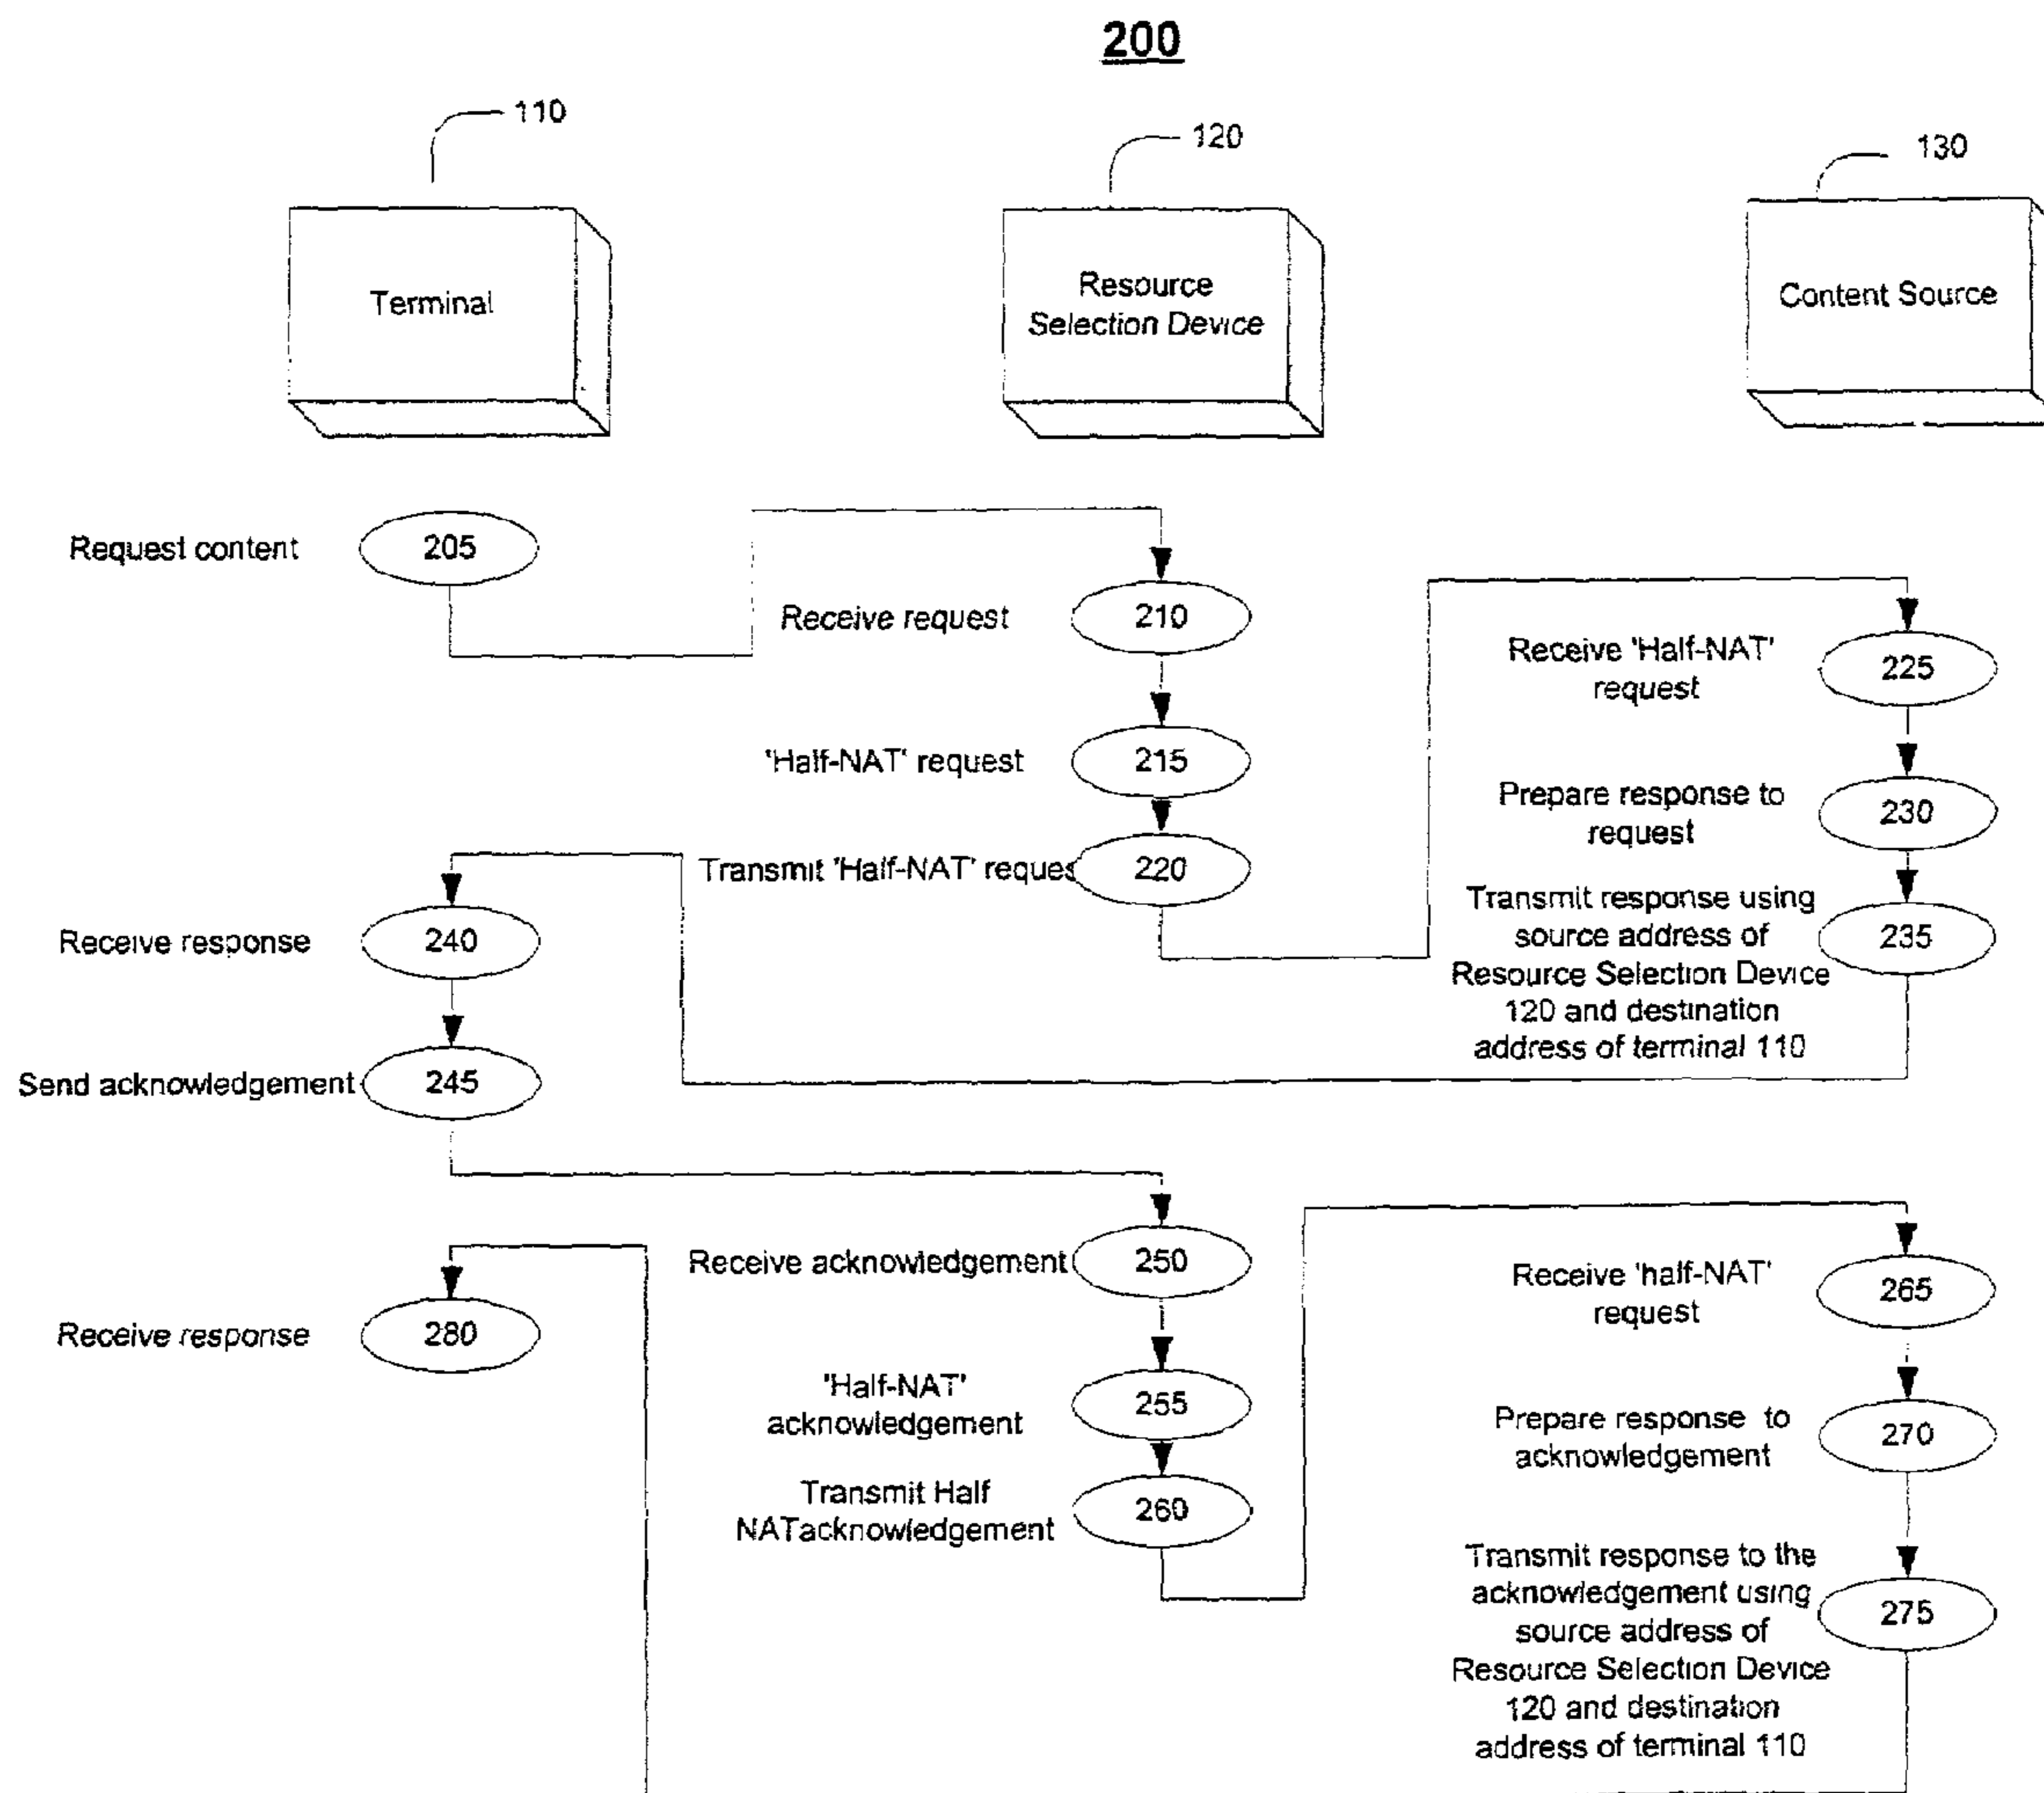 200
110
120
130
Terminal
Resource
Selection Device
Content Source
Request content
205
Receive request
210
Receive 'Half-NAT'
request
225
'Half-NAT' request
215
Prepare response to
request
230
Transmit 'Half-NAT' reques
220
Transmit response using
source address of
Resource Selection Device
120 and destination
address of terminal 110
235
Receive response
240
Send acknowledgement
245
Receive acknowledgement
250
Receive 'half-NAT'
request
265
Receive response
280
'Half-NAT'
acknowledgement
255
Prepare response to
acknowledgement
270
Transmit Half
NATacknowledgement
260
Transmit response to the
acknowledgement using
source address of
Resource Selection Device
120 and destination
address of terminal 110
275